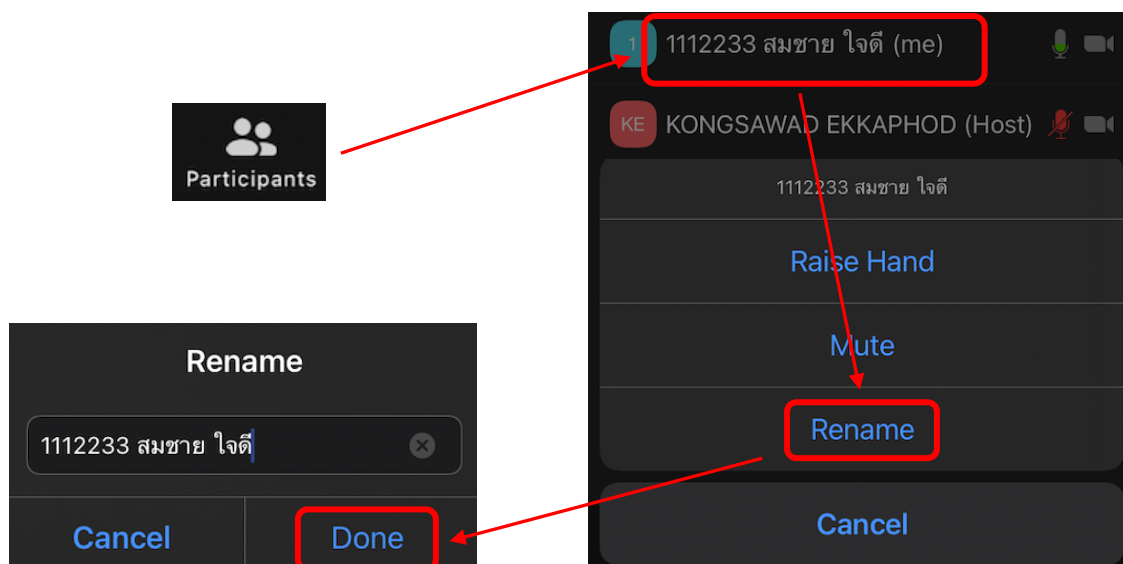 Participants
1 1112233 สมชาย ใจดี (me)
KE KONGSAWAD EKKAPHOD (Host)
1112233 สมชาย ใจดี
Raise Hand
Mute
Rename
Cancel
Rename
1112233 สมชาย ใจดี
Cancel Done